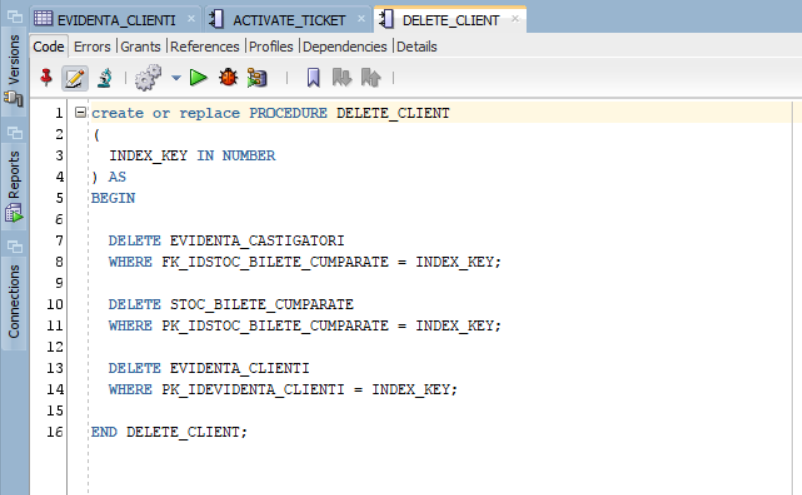 EVIDENTA_CLIENTI × ACTIVATE_TICKET × DELETE_CLIENT ×
Code Errors |Grants |References |Profiles |Dependencies |Details
Versions
Reports
Connections
1 create or replace PROCEDURE DELETE_CLIENT
2 (
3 INDEX_KEY IN NUMBER
4 ) AS
5 BEGIN
6
7 DELETE EVIDENTA_CASTIGATORI
8 WHERE FK_IDSTOC_BILETE_CUMPARATE = INDEX_KEY;
9
10 DELETE STOC_BILETE_CUMPARATE
11 WHERE PK_IDSTOC_BILETE_CUMPARATE = INDEX_KEY;
12
13 DELETE EVIDENTA_CLIENTI
14 WHERE PK_IDEVIDENTA_CLIENTI = INDEX_KEY;
15
16 END DELETE_CLIENT;